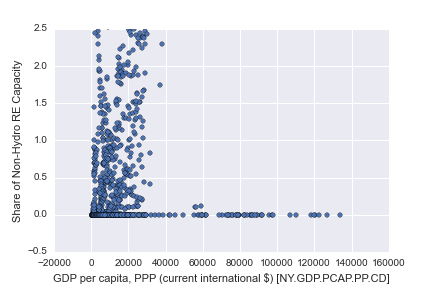 2.5
2.0
1.5
1.0
0.5
0.0
−0.5
Share of Non-Hydro RE Capacity
−20000 0 20000 40000 60000 80000 100000 120000 140000 160000
GDP per capita, PPP (current international $) [NY.GDP.PCAP.PP.CD]